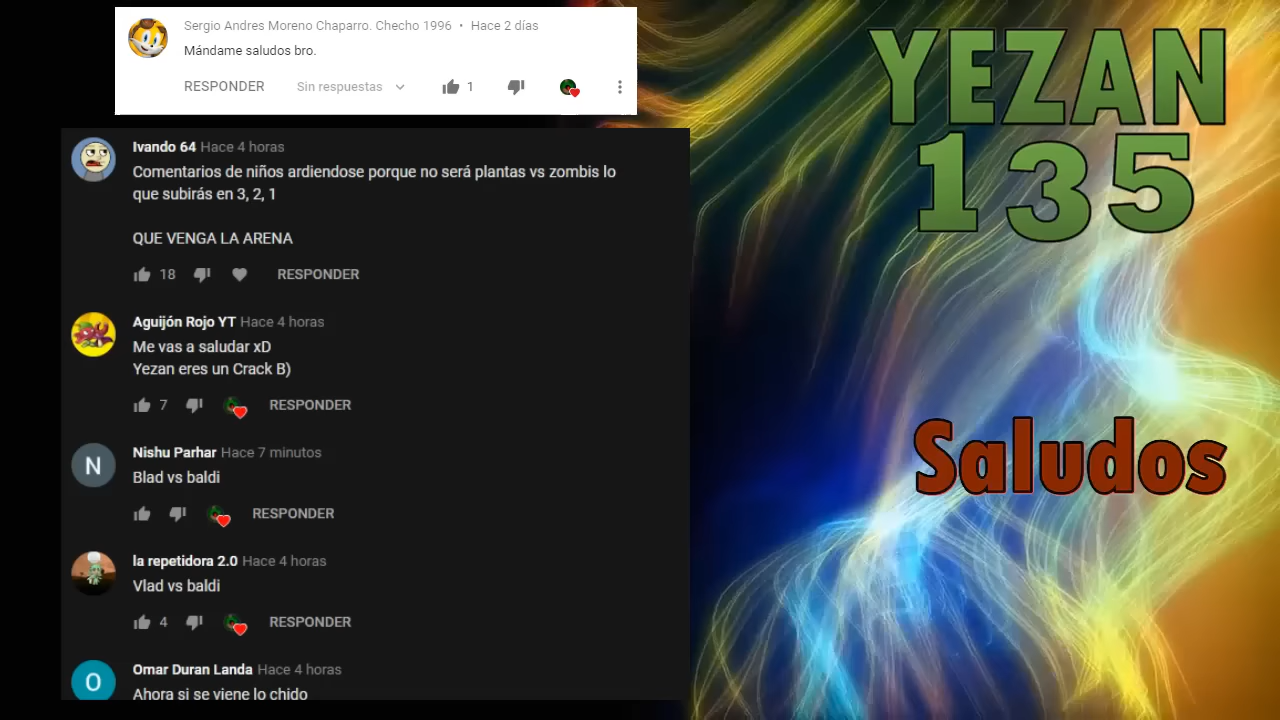 Sergio Andres Moreno Chaparro. Checho 1996 • Hace 2 días
Mándame saludos bro.
RESPONDER Sin respuestas 1
Ivando 64 Hace 4 horas
Comentarios de niños ardiendose porque no será plantas vs zombis lo
que subirás en 3, 2, 1
QUE VENGA LA ARENA
18 RESPONDER
Aguijón Rojo YT Hace 4 horas
Me vas a saludar xD
Yezan eres un Crack B)
7 RESPONDER
N
Nishu Parhar Hace 7 minutos
Blad vs baldi
RESPONDER
la repetidora 2.0 Hace 4 horas
Vlad vs baldi
4 RESPONDER
O
Omar Duran Landa Hace 4 horas
Ahora si se viene lo chido
YEZAN
135
Saludos